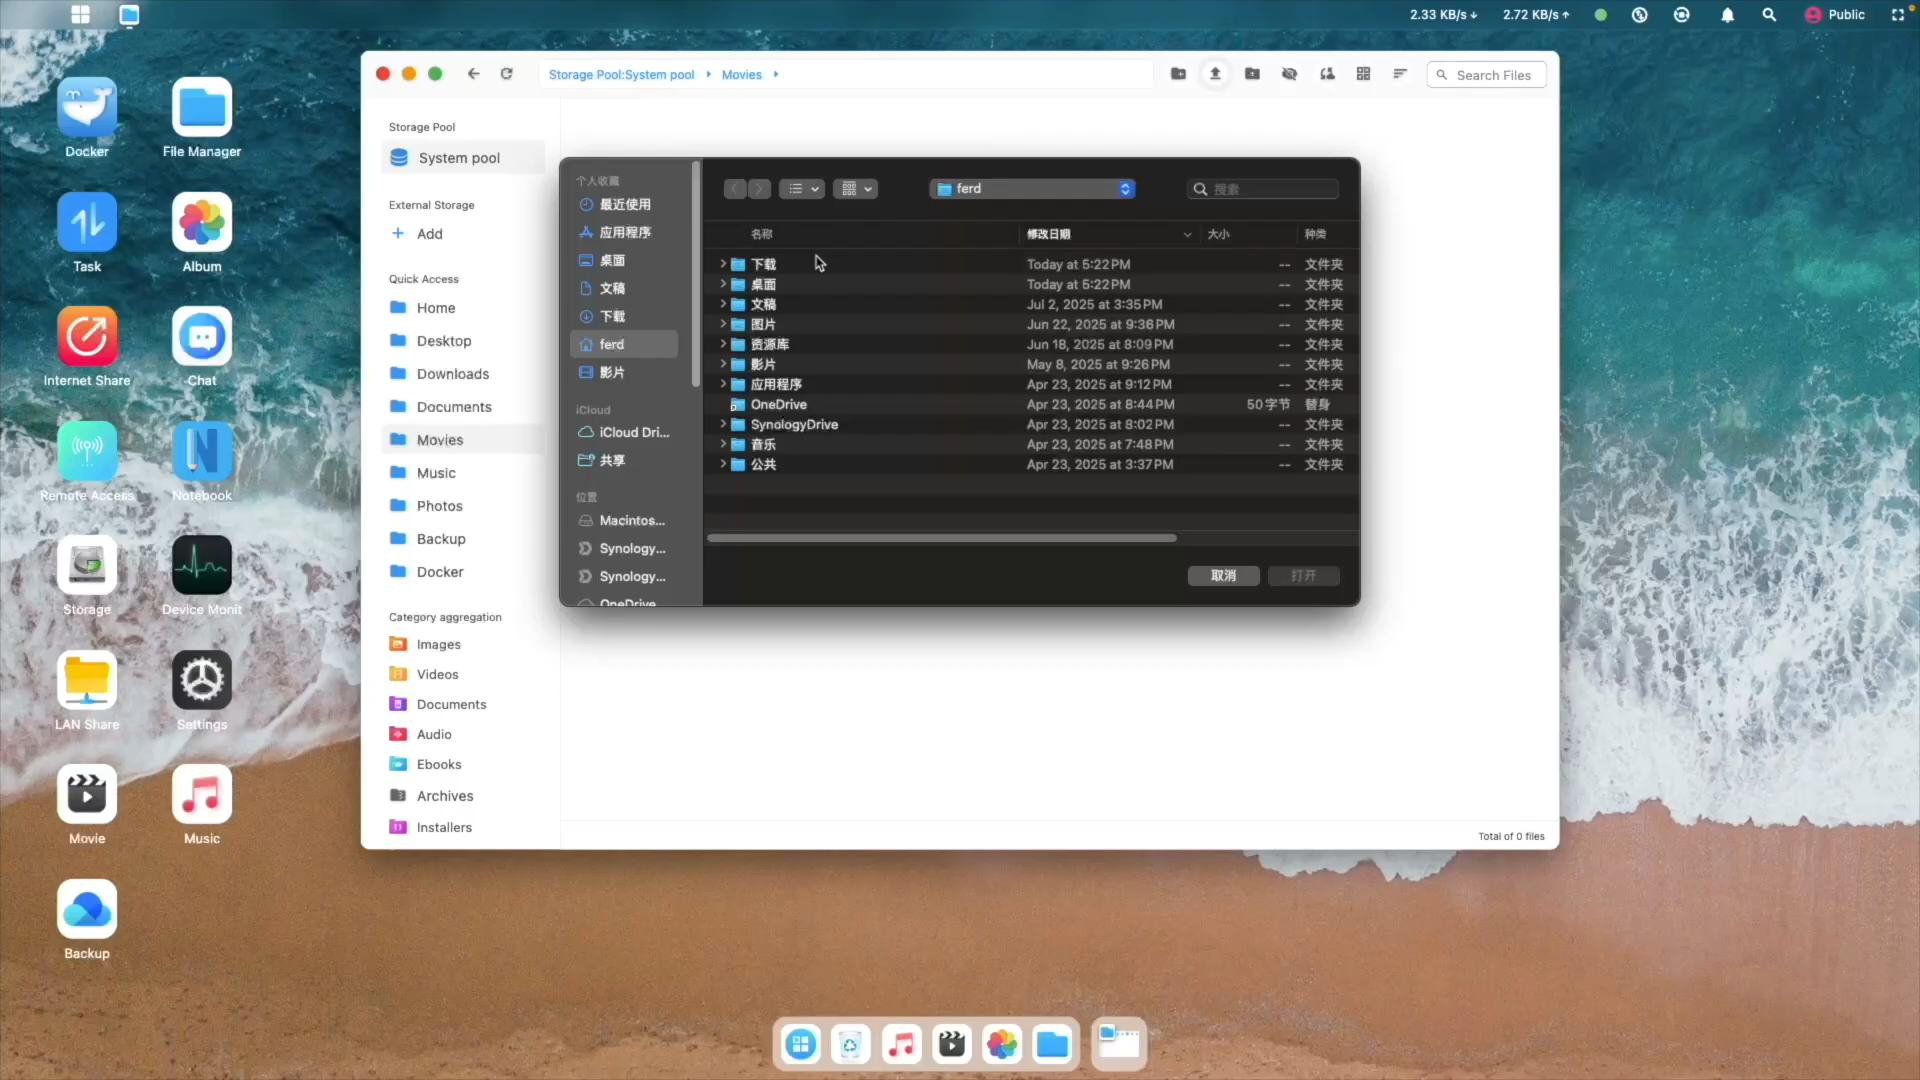 2.33 KB/s↓ 2.72 KB/s↑ Public
Docker
File Manager
Task
Album
Internet Share
Chat
Remote Access
Notebook
Storage
Device Monit
LAN Share
Settings
Movie
Music
Backup
Storage Pool:System pool Movies
Search Files
Storage Pool
System pool
External Storage
+ Add
Quick Access
Home
Desktop
Downloads
Documents
Movies
Music
Photos
Backup
Docker
Category aggregation
Images
Videos
Documents
Audio
Ebooks
Archives
Installers
个人收藏
最近使用
应用程序
桌面
文稿
下载
ferd
影片
iCloud
iCloud Dri...
共享
位置
Macintos...
Synology...
Synology...
OneDrive
ferd
搜索
名称 修改日期 大小 种类
下载 Today at 5:22 PM -- 文件夹
桌面 Today at 5:22 PM -- 文件夹
文稿 Jul 2, 2025 at 3:35 PM -- 文件夹
图片 Jun 22, 2025 at 9:36 PM -- 文件夹
资源库 Jun 18, 2025 at 8:09 PM -- 文件夹
影片 May 8, 2025 at 9:26 PM -- 文件夹
应用程序 Apr 23, 2025 at 9:12 PM -- 文件夹
OneDrive Apr 23, 2025 at 8:44 PM 50字节 替身
SynologyDrive Apr 23, 2025 at 8:02 PM -- 文件夹
音乐 Apr 23, 2025 at 7:48 PM -- 文件夹
公共 Apr 23, 2025 at 3:37 PM -- 文件夹
取消 打开
Total of 0 files